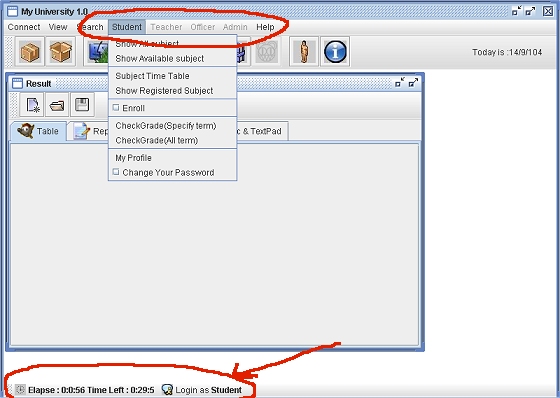 My University 1.0
Connect View Search Student Teacher Officer Admin Help
Today is :14/9/104
Show All subject
Show Available subject
Subject Time Table
Show Registered Subject
Enroll
CheckGrade(Specify term)
CheckGrade(All term)
My Profile
Change Your Password
Result
Table
& TextPad
Elapse : 0:0:56 Time Left : 0:29:5 Login as Student